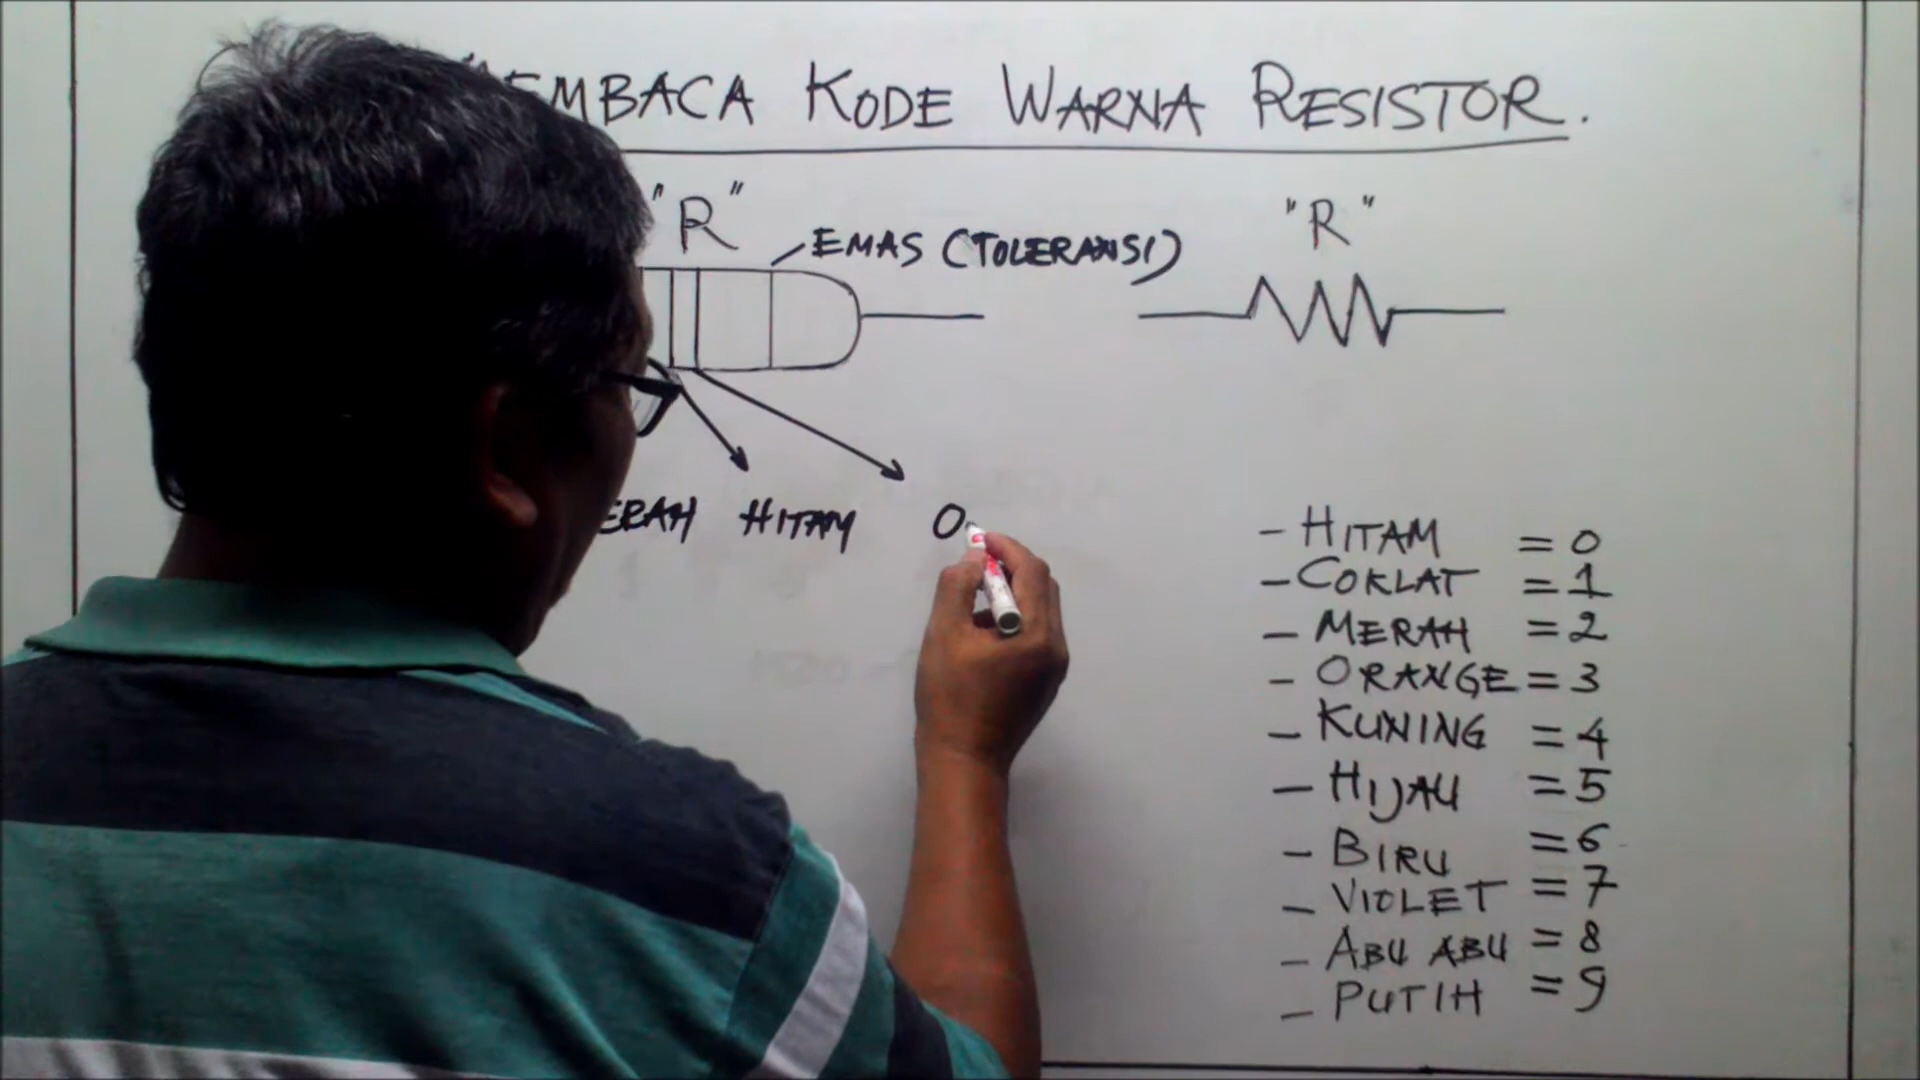 MEMBACA KODE WARNA RESISTOR.
"R"
EMAS (TOLERANSI)
"R"
ERAH HITAM O
- HITAM = 0
- COKLAT = 1
- MERAH = 2
- ORANGE = 3
- KUNING = 4
- HIJAU = 5
- BIRU = 6
- VIOLET = 7
- ABU ABU = 8
- PUTIH = 9